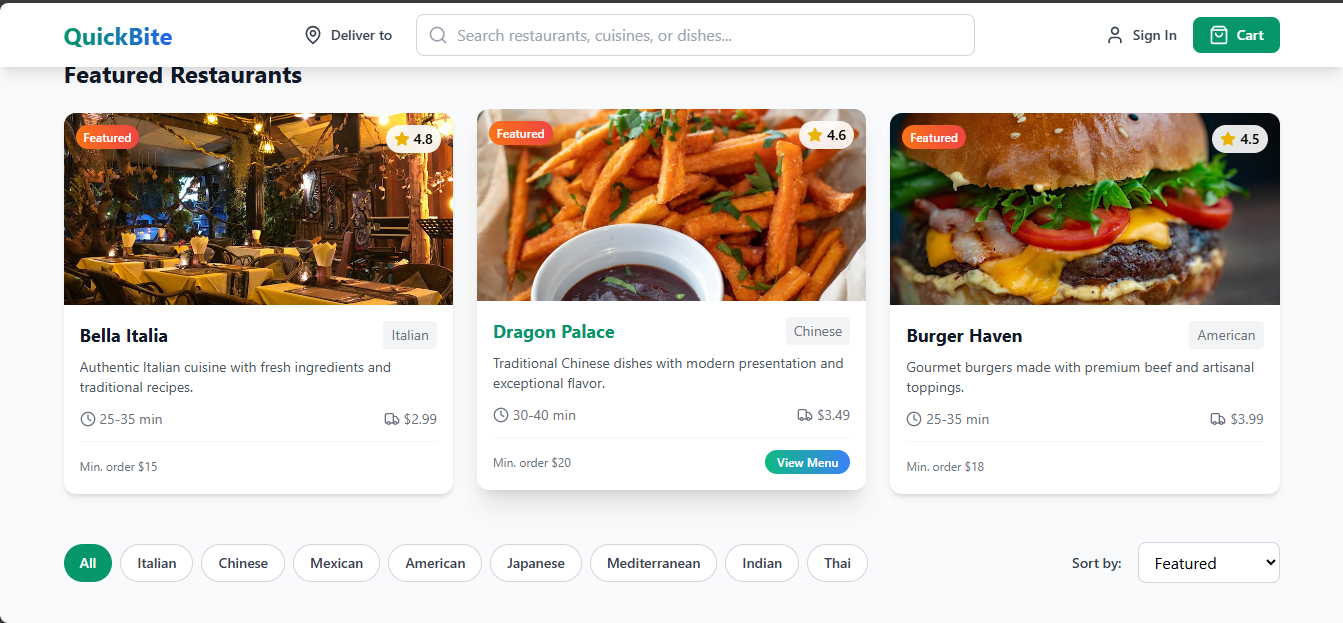 QuickBite
Deliver to
Search restaurants, cuisines, or dishes...
Sign In
Cart
Featured Restaurants
Featured
4.8
Featured
4.6
Featured
4.5
Bella Italia
Italian
Authentic Italian cuisine with fresh ingredients and
traditional recipes.
25-35 min
$2.99
Min. order $15
Dragon Palace
Chinese
Traditional Chinese dishes with modern presentation and
exceptional flavor.
30-40 min
$3.49
Min. order $20
View Menu
Burger Haven
American
Gourmet burgers made with premium beef and artisanal
toppings.
25-35 min
$3.99
Min. order $18
All
Italian
Chinese
Mexican
American
Japanese
Mediterranean
Indian
Thai
Sort by:
Featured